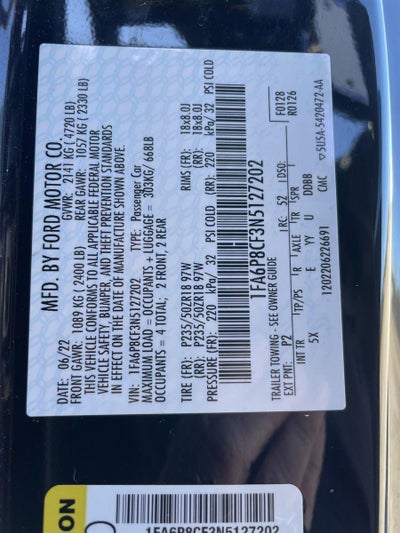 MFD. BY FORD MOTOR CO.
DATE: 06/22 GVWR: 2141 KG ( 4720 LB)
FRONT GAWR: 1089 KG ( 2400 LB) REAR GAWR: 1057 KG ( 2330 LB)
THIS VEHICLE CONFORMS TO ALL APPLICABLE FEDERAL MOTOR
VEHICLE SAFETY, BUMPER, AND THEFT PREVENTION STANDARDS
IN EFFECT ON THE DATE OF MANUFACTURE SHOWN ABOVE.
VIN: 1FA6P8CF3N5127202 TYPE: Passenger Car
MAXIMUM LOAD = OCCUPANTS + LUGGAGE = 303KG/ 668LB
OCCUPANTS = 4 TOTAL; 2 FRONT, 2 REAR
TIRE (FR): P235/50ZR18 97W RIMS (FR): 18x8.0J
(RR): P235/50ZR18 97W (RR): 18x8.0J
PRESSURE (FR): 220 kPa/ 32 PSI COLD (RR): 220 kPa/ 32 PSI COLD
1FA6P8CF3N5127202
F0128
R0126
TRAILER TOWING - SEE OWNER GUIDE
EXT PNT: P2 RC: 52 DSO:
INT TR TP/PS R AXLE TR SPR
5X E YY U DDBB
1202206226691 CMC
5U5A-5420472-AA
ON
1FA6P8CF3N5127202